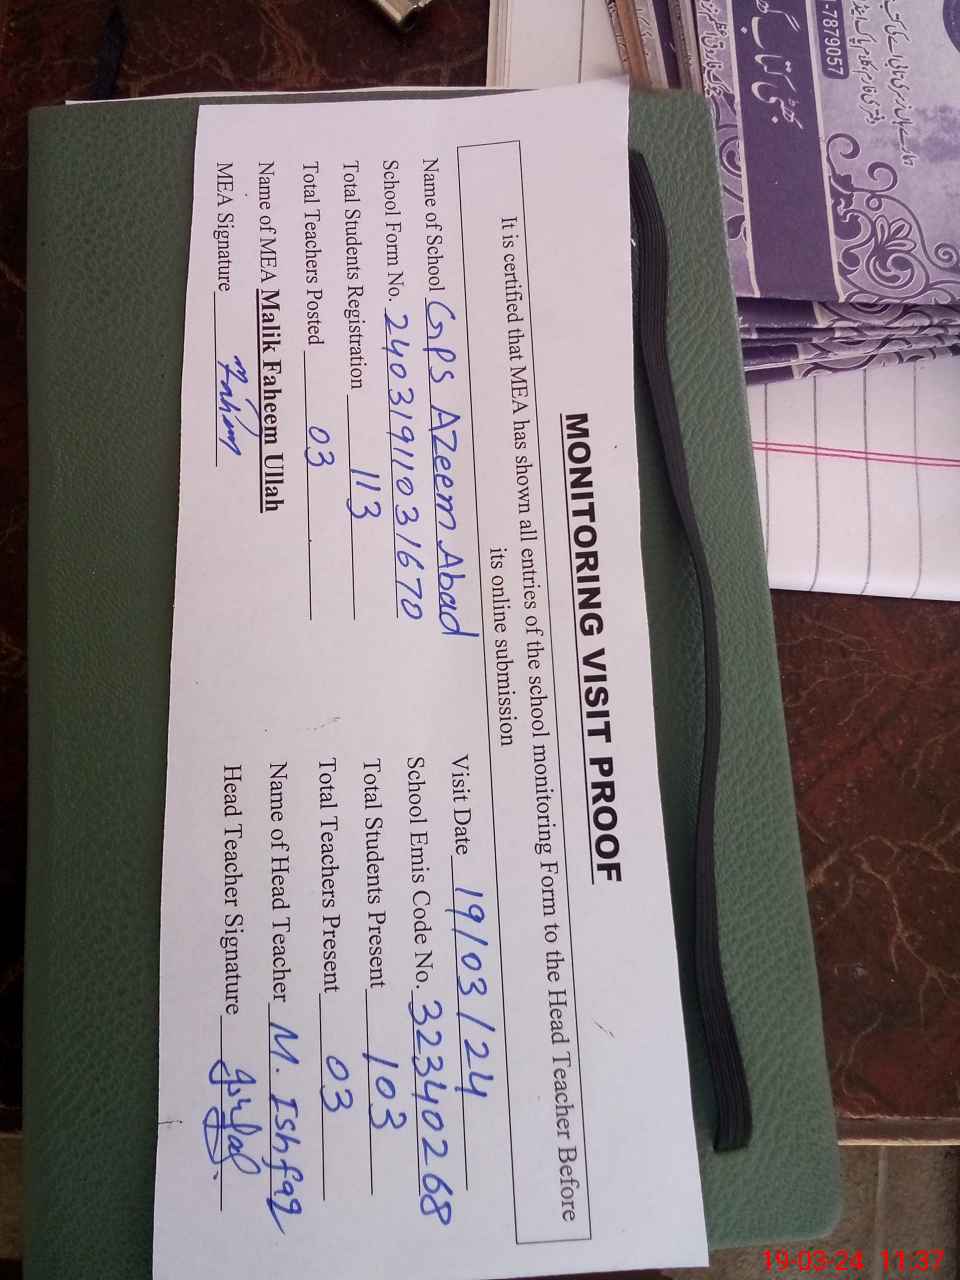 MONITORING VISIT PROOF
It is certified that MEA has shown all entries of the school monitoring Form to the Head Teacher Before
its online submission
Name of School GPS AZeem Abad Visit Date 19/03/24
School Form No. 24031911031670 School Emis Code No. 32340268
Total Students Registration 113 Total Students Present 103
Total Teachers Posted 03 Total Teachers Present 03
Name of MEA Malik Faheem Ullah Name of Head Teacher M. Ishfaq
MEA Signature Fahim Head Teacher Signature
-7879057
19-03-24 11:37